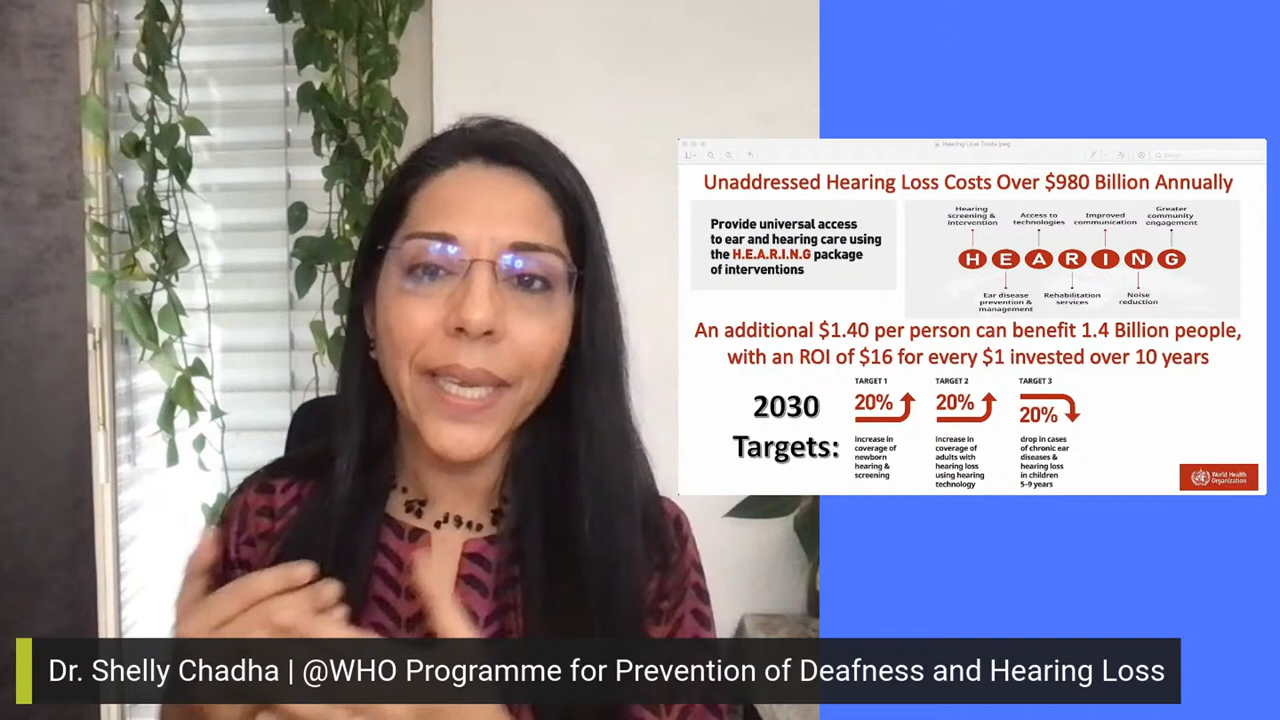 Hearing Loss Costs.jpeg
Search
Unaddressed Hearing Loss Costs Over $980 Billion Annually
Provide universal access
to ear and hearing care using
the H.E.A.R.I.N.G package
of interventions
Hearing
screening &
intervention
Access to
technologies
Improved
communication
Greater
community
engagement
H E A R I N G
Ear disease
prevention &
management
Rehabilitation
services
Noise
reduction
An additional $1.40 per person can benefit 1.4 Billion people,
with an ROI of $16 for every $1 invested over 10 years
2030
Targets:
TARGET 1
20%
increase in
coverage of
newborn
hearing &
screening
TARGET 2
20%
increase in
coverage of
adults with
hearing loss
using hearing
technology
TARGET 3
20%
drop in cases
of chronic ear
diseases &
hearing loss
in children
5-9 years
World Health
Organization
Dr. Shelly Chadha | @WHO Programme for Prevention of Deafness and Hearing Loss